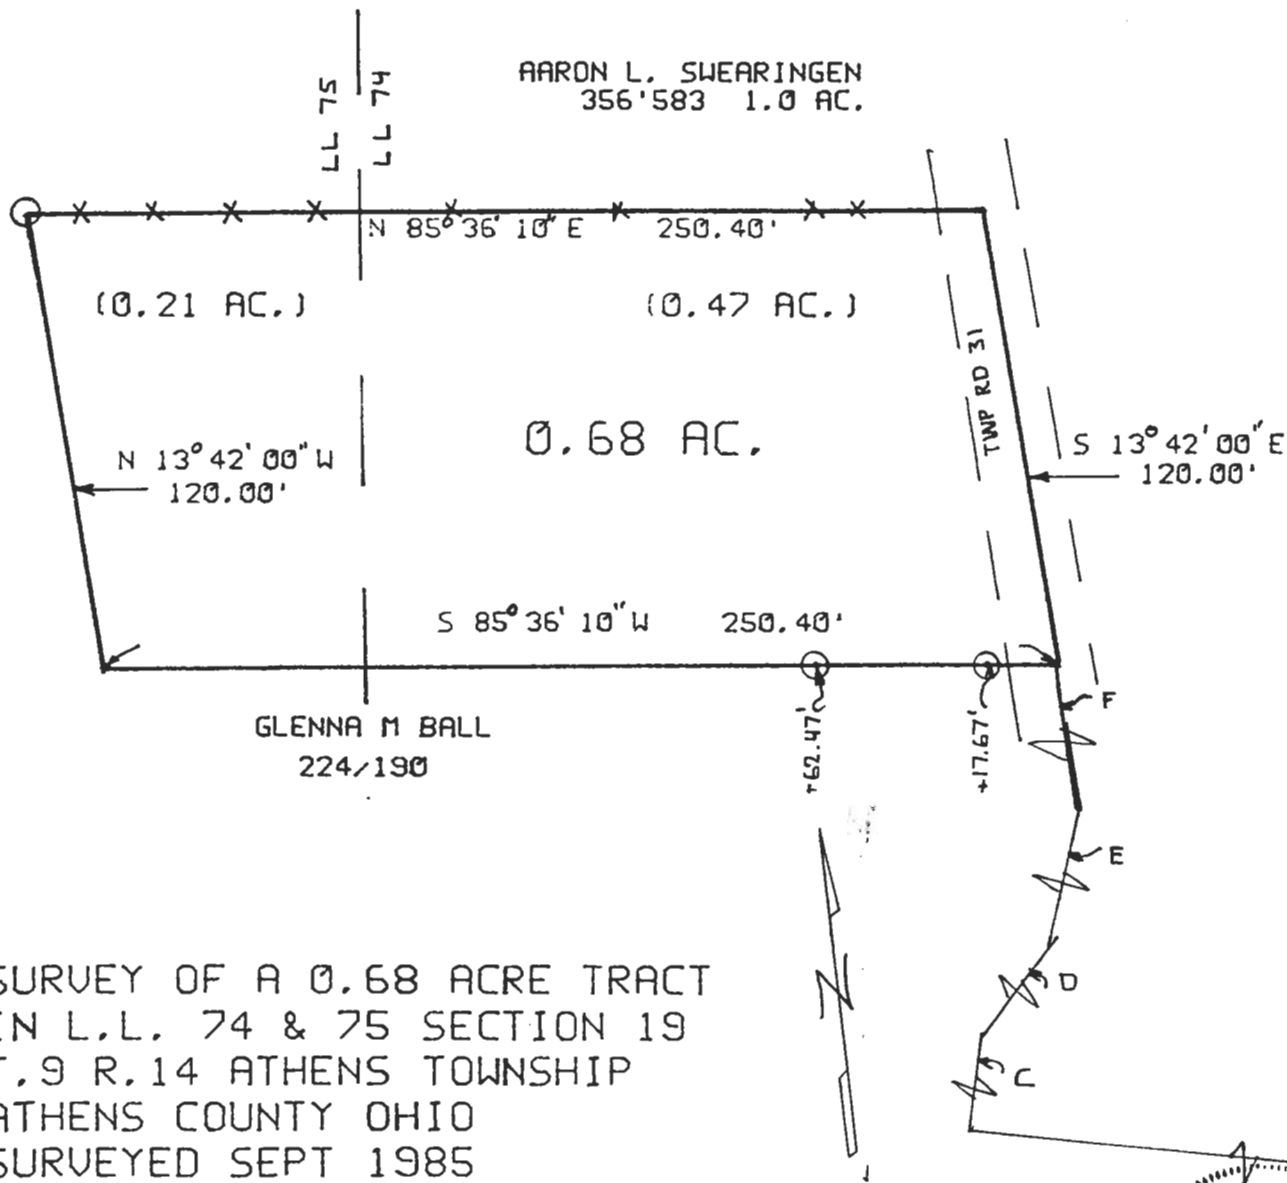 LL 75
LL 74
AARON L. SWEARINGEN
356'583 1.0 AC.
N 85°36'10"E 250.40'
(0.21 AC.)
(0.47 AC.)
TWP RD 31
0.68 AC.
N 13°42'00"W
120.00'
S 13°42'00"E
120.00'
S 85°36'10"W 250.40'
GLENNA M BALL
224/190
+62.47'
+17.67'
F
E
D
C
N
SURVEY OF A 0.68 ACRE TRACT
IN L.L. 74 & 75 SECTION 19
T.9 R.14 ATHENS TOWNSHIP
ATHENS COUNTY OHIO
SURVEYED SEPT 1985